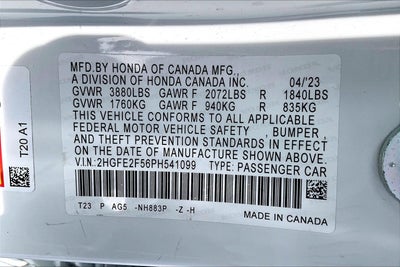 MFD.BY HONDA OF CANADA MFG.,
A DIVISION OF HONDA CANADA INC. 04/'23
GVWR 3880LBS GAWR F 2072LBS R 1840LBS
GVWR 1760KG GAWR F 940KG R 835KG
THIS VEHICLE CONFORMS TO ALL APPLICABLE
FEDERAL MOTOR VEHICLE SAFETY , BUMPER ,
AND THEFT PREVENTION STANDARDS IN EFFECT
ON THE DATE OF MANUFACTURE SHOWN ABOVE.
V.I.N:2HGFE2F56PH541099 TYPE: PASSENGER CAR
T23 P AG5 -NH883P -Z -H
MADE IN CANADA
T20 A1